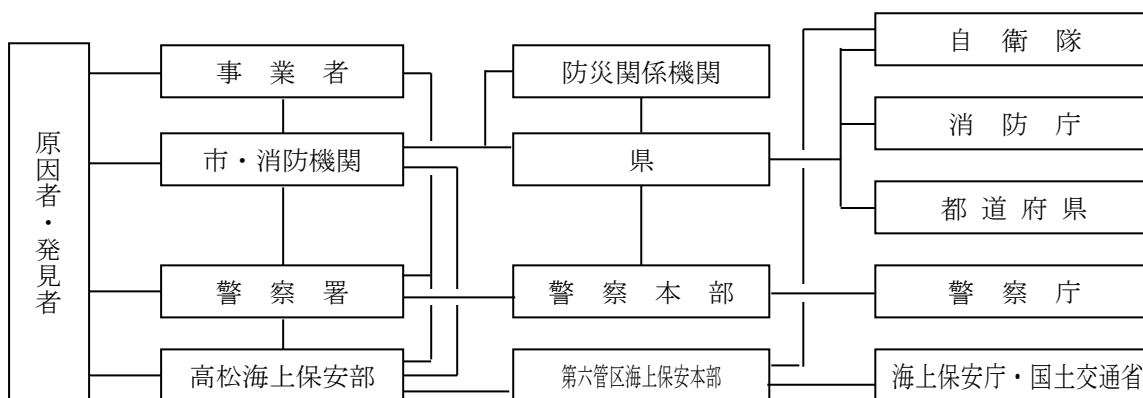 原因者・発見者
事業者
市・消防機関
警察署
高松海上保安部
防災関係機関
県
警察本部
第六管区海上保安本部
自衛隊
消防庁
都道府県
警察庁
海上保安庁・国土交通省